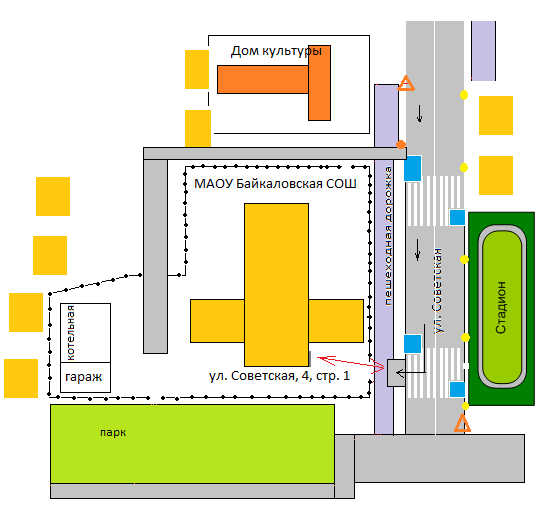 Дом культуры
МАОУ Байкаловская СОШ
пешеходная дорожка
ул. Советская
Стадион
котельная
гараж
ул. Советская, 4, стр. 1
парк